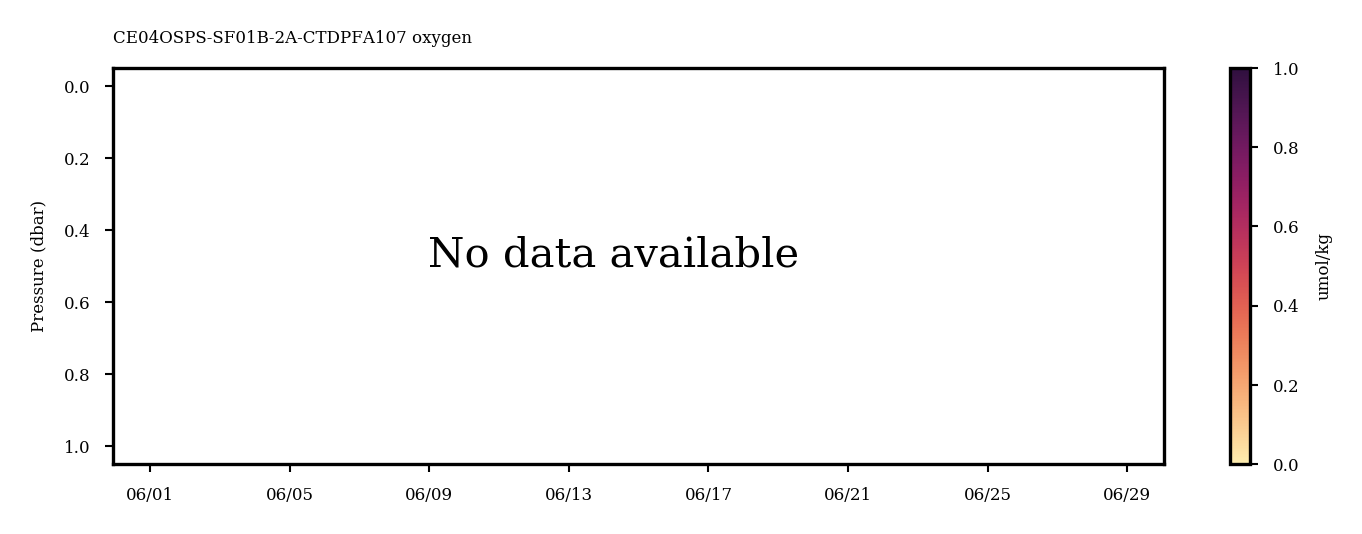 CE04OSPS-SF01B-2A-CTDPFA107 oxygen
0.0
0.2
0.4
0.6
0.8
1.0
Pressure (dbar)
No data available
06/01 06/05 06/09 06/13 06/17 06/21 06/25 06/29
1.0
0.8
0.6
0.4
0.2
0.0
umol/kg